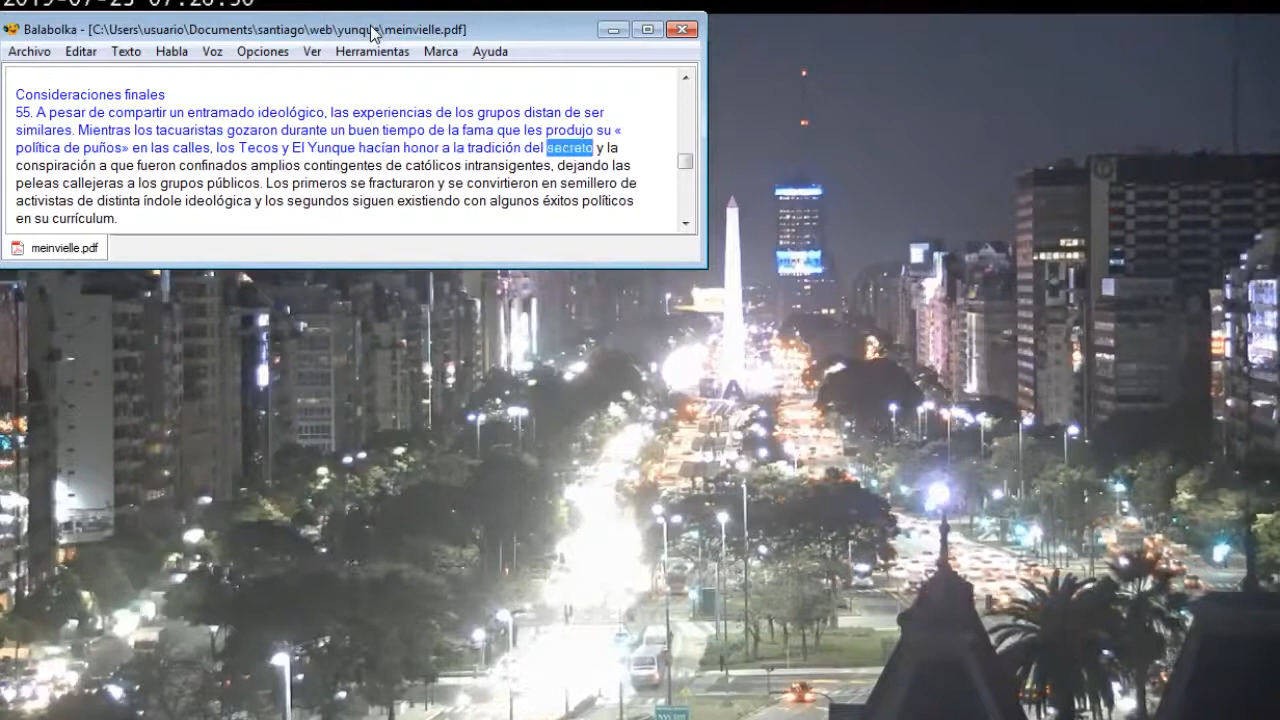 Balabolka - [C:\Users\usuario\Documents\santiago\web\yunque\meinvielle.pdf]
Archivo Editar Texto Habla Voz Opciones Ver Herramientas Marca Ayuda
Consideraciones finales
55. A pesar de compartir un entramado ideológico, las experiencias de los grupos distan de ser
similares. Mientras los tacuaristas gozaron durante un buen tiempo de la fama que les produjo su «
política de puños» en las calles, los Tecos y El Yunque hacían honor a la tradición del secreto y la
conspiración a que fueron confinados amplios contingentes de católicos intransigentes, dejando las
peleas callejeras a los grupos públicos. Los primeros se fracturaron y se convirtieron en semillero de
activistas de distinta índole ideológica y los segundos siguen existiendo con algunos éxitos políticos
en su currículum.
meinvielle.pdf